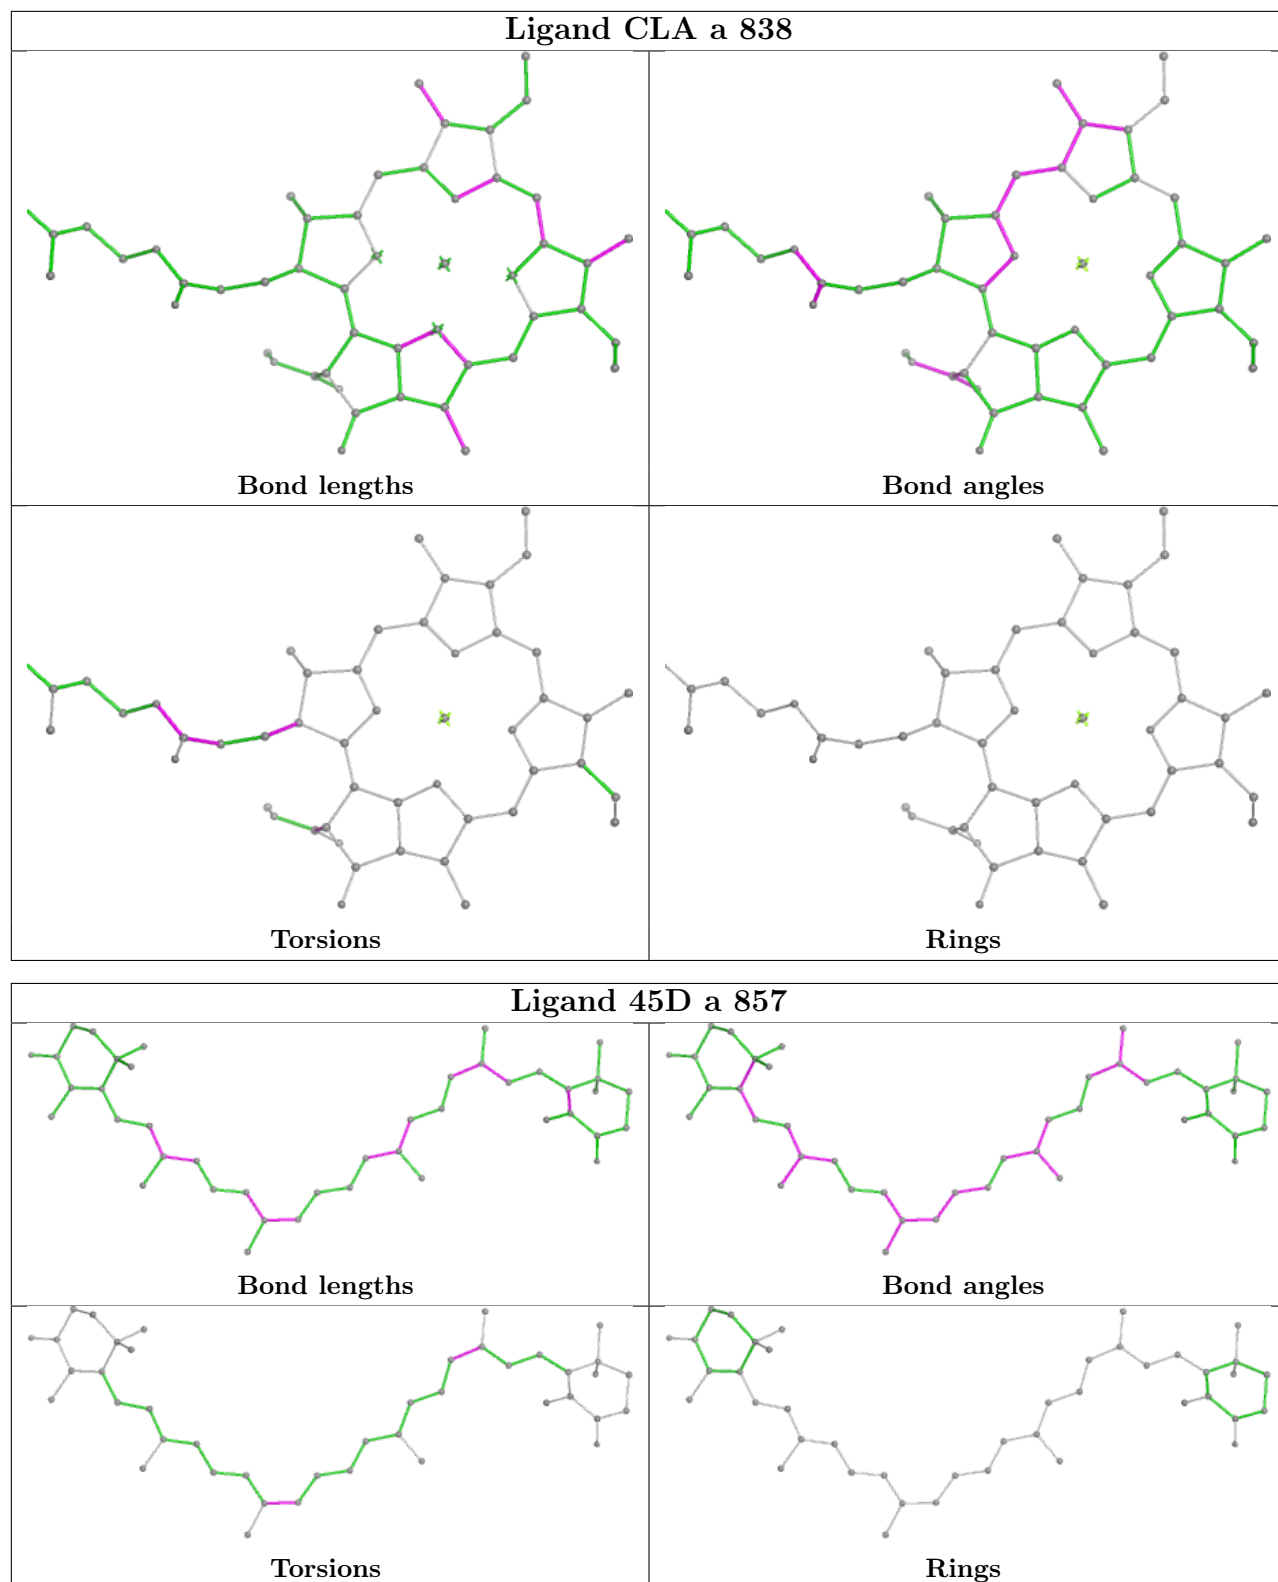 Ligand CLA a 838
Bond lengths
Bond angles
Torsions
Rings
Ligand 45D a 857
Bond lengths
Bond angles
Torsions
Rings